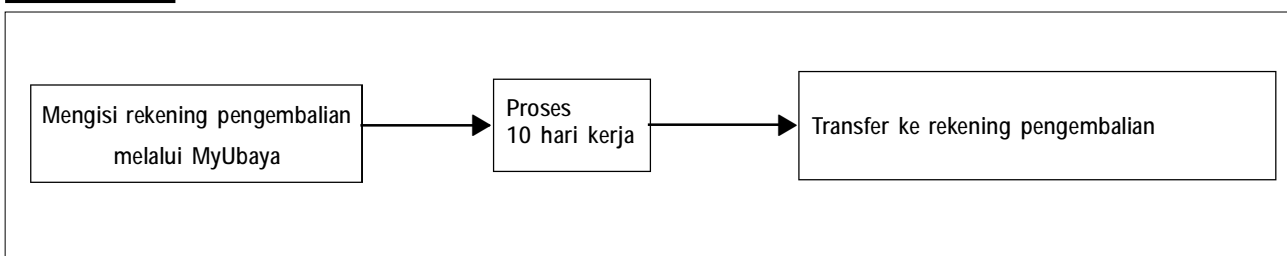 Mengisi rekening pengembalian
melalui MyUbaya
Proses
10 hari kerja
Transfer ke rekening pengembalian